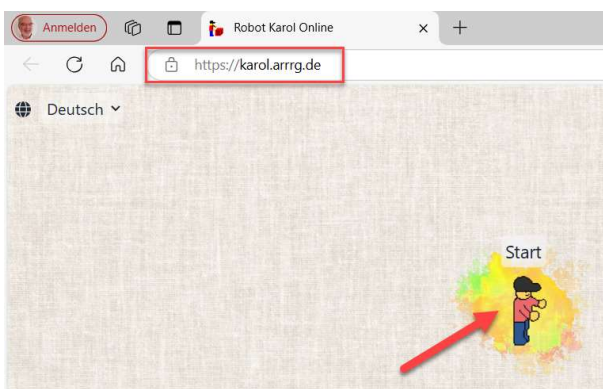 Anmelden
Robot Karol Online
https://karol.arrrg.de
Deutsch
Start